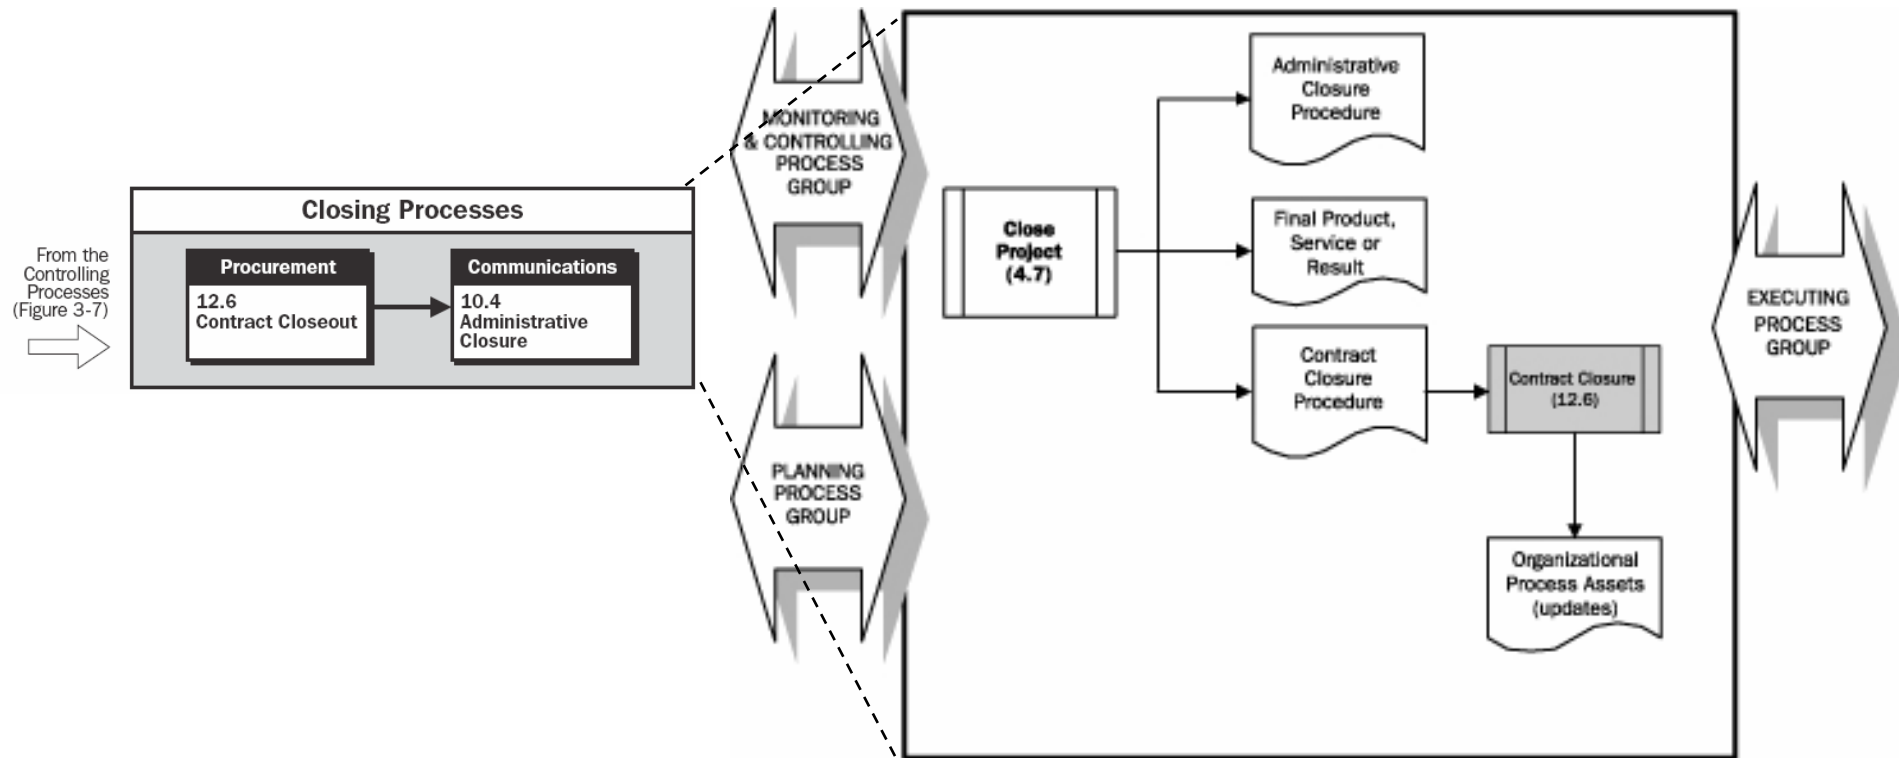 Closing Processes
From the
Controlling
Processes
(Figure 3-7)
Procurement
12.6
Contract Closeout
Communications
10.4
Administrative
Closure
MONITORING
& CONTROLLING
PROCESS
GROUP
PLANNING
PROCESS
GROUP
Close
Project
(4.7)
Administrative
Closure
Procedure
Final Product,
Service or
Result
Contract
Closure
Procedure
Contract Closure
(12.6)
Organizational
Process Assets
(updates)
EXECUTING
PROCESS
GROUP